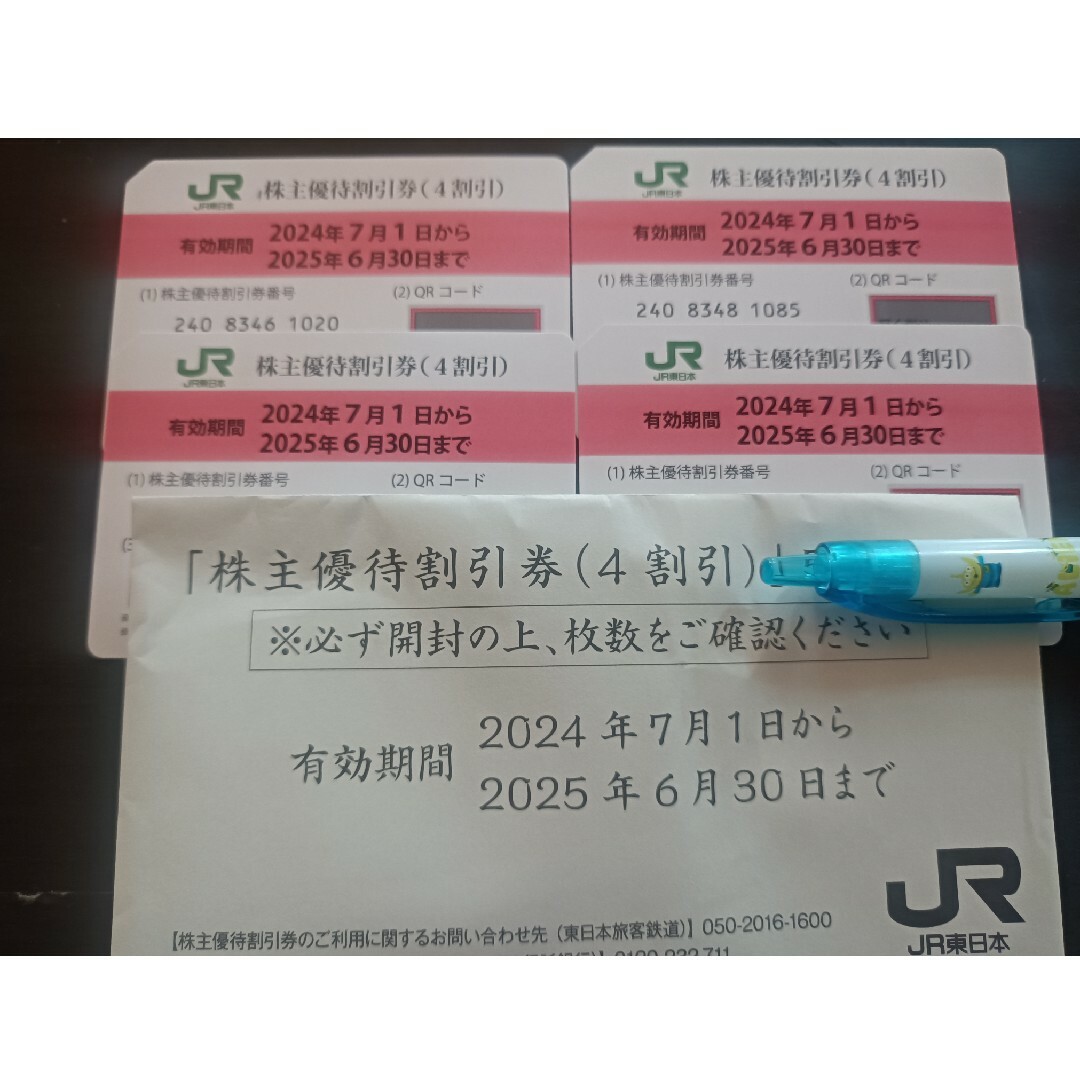 JR 株主優待割引券(4割引)
JR東日本
有効期間 2024年7月1日から
2025年6月30日まで
(1) 株主優待割引券番号 (2) QRコード
240 8346 1020
JR 株主優待割引券(4割引)
JR東日本
有効期間 2024年7月1日から
2025年6月30日まで
(1) 株主優待割引券番号 (2) QRコード
240 8348 1085
JR 株主優待割引券(4割引)
JR東日本
有効期間 2024年7月1日から
2025年6月30日まで
(1) 株主優待割引券番号 (2) QRコード
JR 株主優待割引券(4割引)
JR東日本
有効期間 2024年7月1日から
2025年6月30日まで
(1) 株主優待割引券番号 (2) QRコード
「株主優待割引券(4割引)」
※必ず開封の上、枚数をご確認ください
有効期間 2024年7月1日から
2025年6月30日まで
JR
JR東日本
【株主優待割引券のご利用に関するお問い合わせ先(東日本旅客鉄道)】050-2016-1600